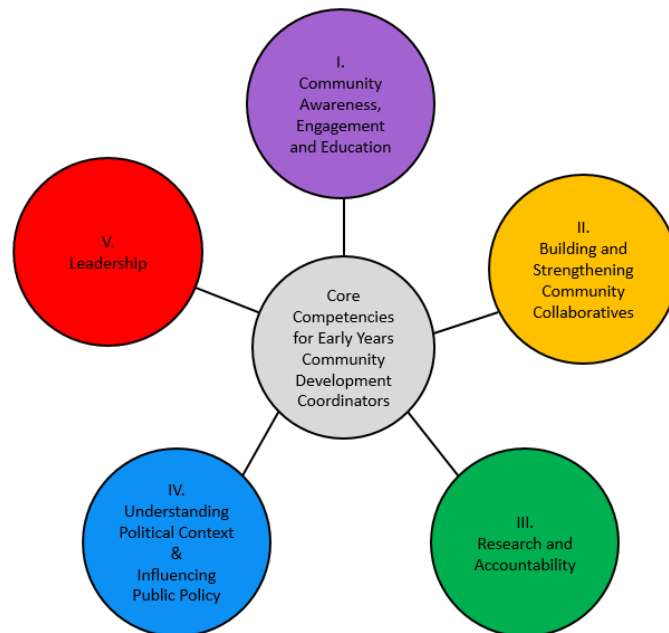 I.
Community
Awareness,
Engagement
and Education
II.
Building and
Strengthening
Community
Collaboratives
III.
Research and
Accountability
IV.
Understanding
Political Context
&
Influencing
Public Policy
V.
Leadership
Core
Competencies
for Early Years
Community
Development
Coordinators